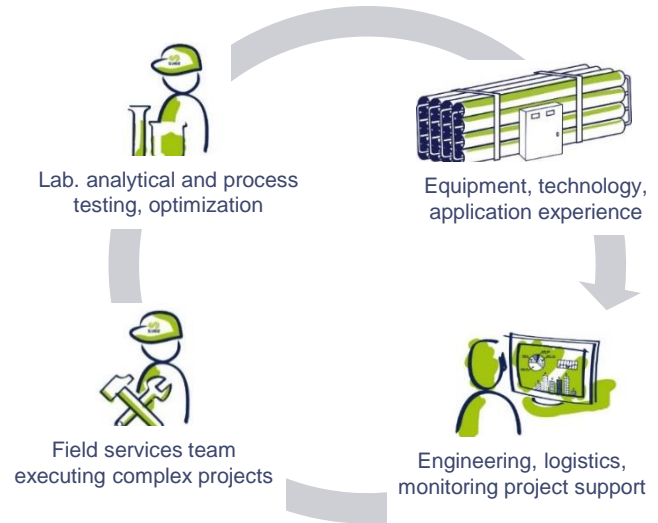 Lab. analytical and process
testing, optimization
Equipment, technology,
application experience
Field services team
executing complex projects
Engineering, logistics,
monitoring project support